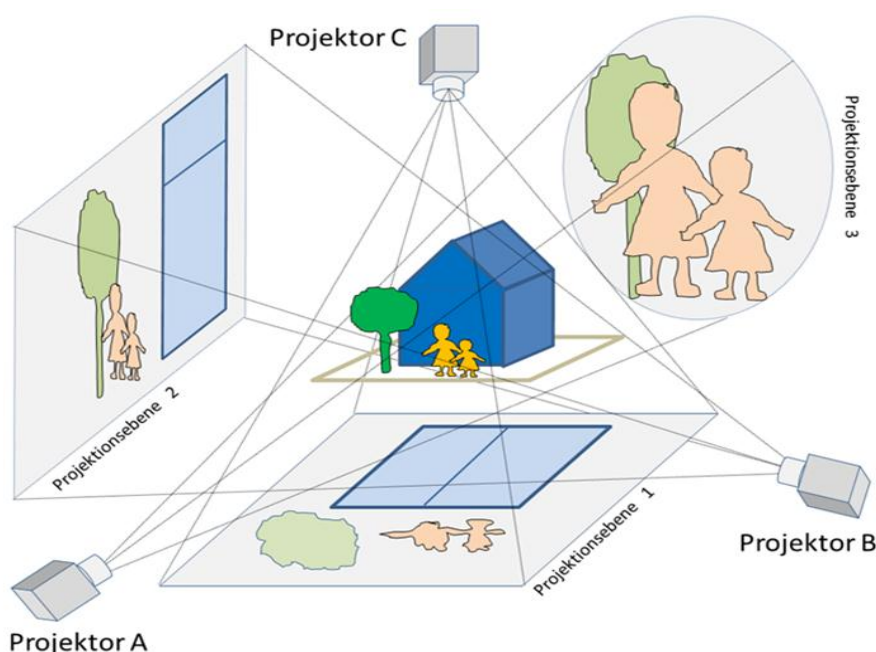 Projektor C
Projektionsebene 3
Projektionsebene 2
Projektionsebene 1
Projektor B
Projektor A